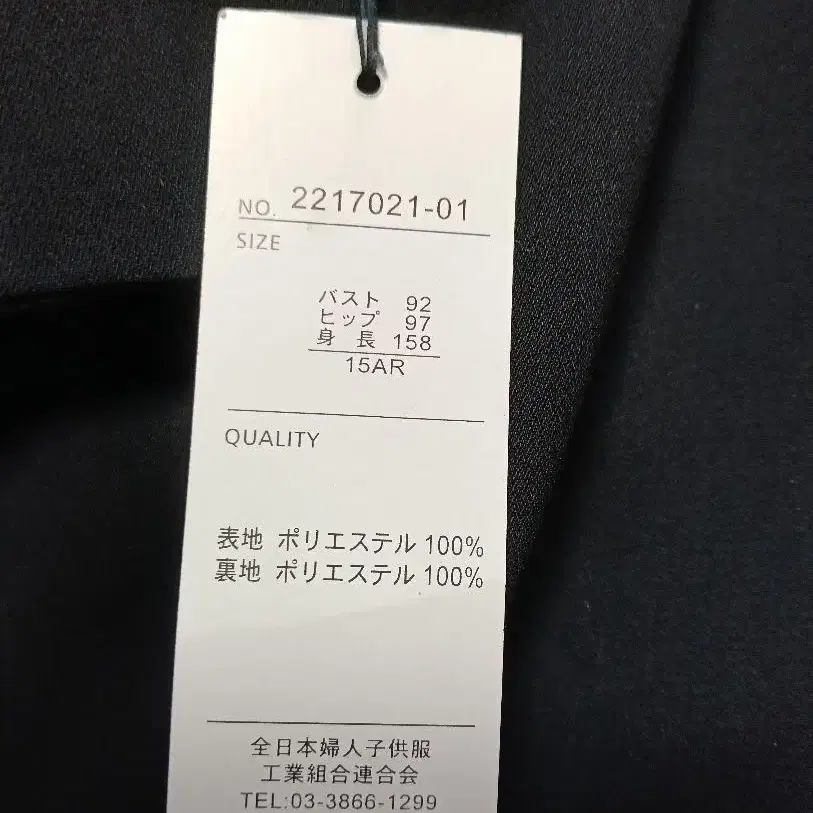 NO. 2217021-01
SIZE
バスト 92
ヒップ 97
身 長 158
15AR
QUALITY
表地 ポリエステル 100%
裏地 ポリエステル 100%
全日本婦人子供服
工業組合連合会
TEL:03-3866-1299